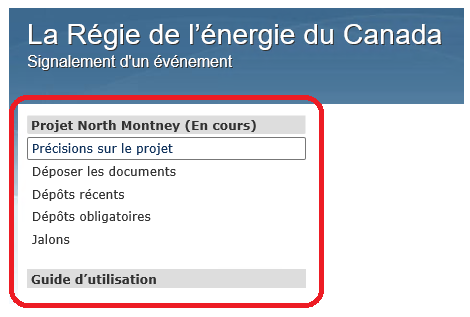 La Régie de l’énergie du Canada
Signalement d'un événement
Projet North Montney (En cours)
Précisions sur le projet
Déposer les documents
Dépôts récents
Dépôts obligatoires
Jalons
Guide d’utilisation